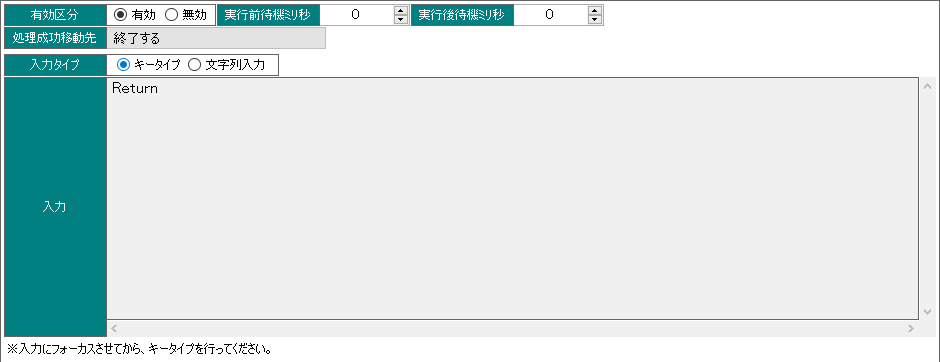 有効区分 有効 無効 実行前待機ミリ秒 0 実行後待機ミリ秒 0
処理成功移動先 終了する
入力タイプ キータイプ 文字列入力
Return
入力
※入力にフォーカスさせてから、キータイプを行ってください。